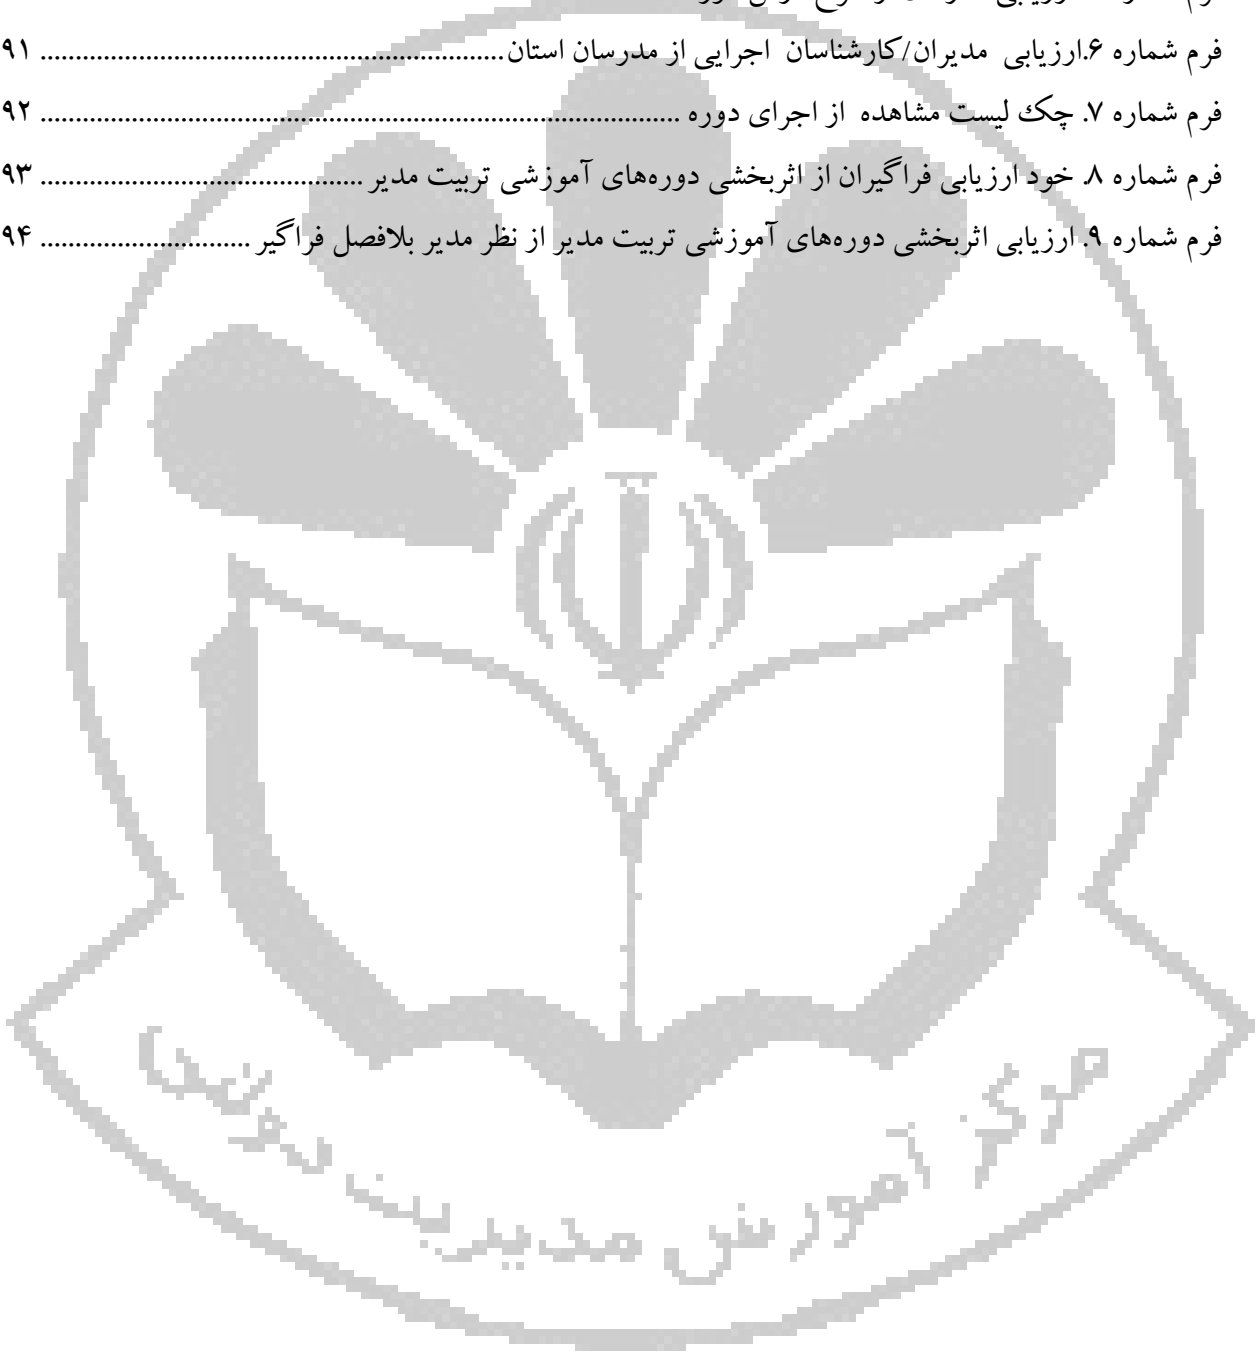 فرم شماره ۶.ارزیابی مدیران/کارشناسان اجرایی از مدرسان استان .................................................................. ۹۱
فرم شماره ۷. چک لیست مشاهده از اجرای دوره ........................................................................................... ۹۲
فرم شماره ۸. خود ارزیابی فراگیران از اثربخشی دوره‌های آموزشی تربیت مدیر .............................................. ۹۳
فرم شماره ۹. ارزیابی اثربخشی دوره‌های آموزشی تربیت مدیر از نظر مدیر بلافصل فراگیر .............................. ۹۴
مرکز آموزش مدیریت دولتی